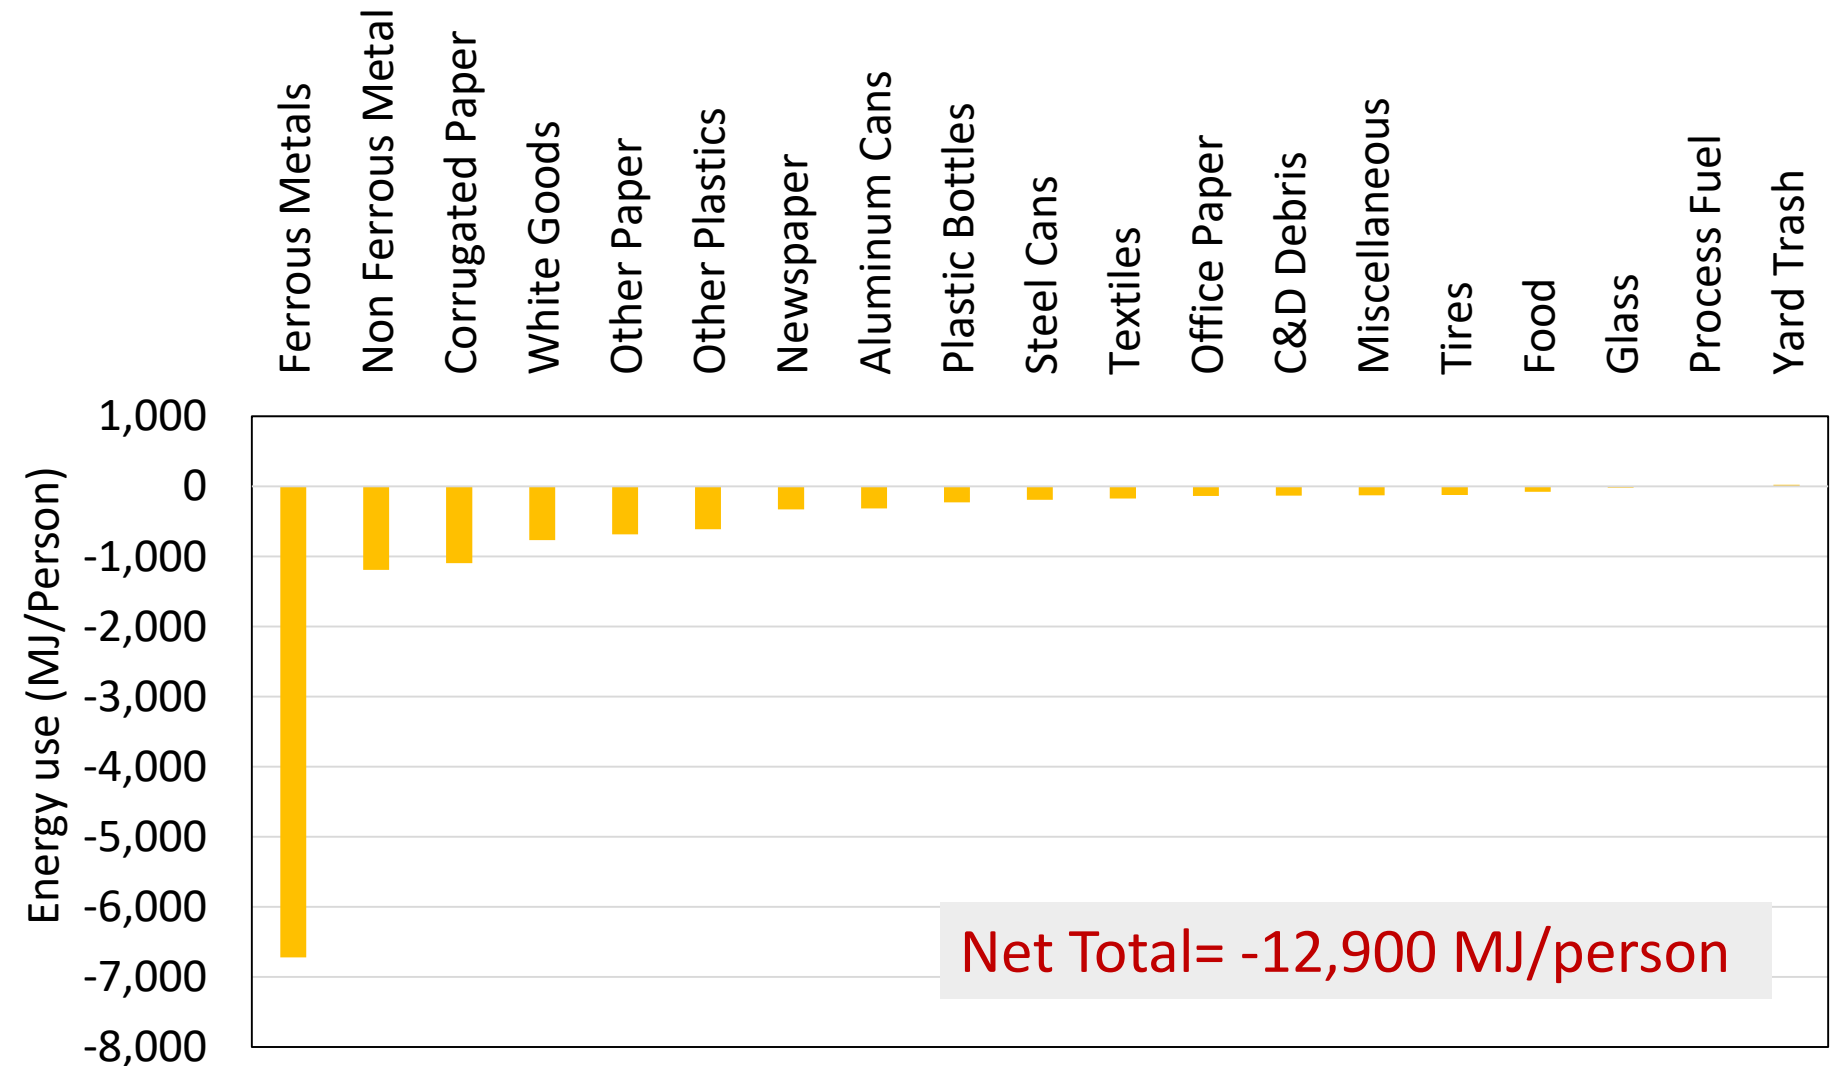 Ferrous Metals
Non Ferrous Metal
Corrugated Paper
White Goods
Other Paper
Other Plastics
Newspaper
Aluminum Cans
Plastic Bottles
Steel Cans
Textiles
Office Paper
C&D Debris
Miscellaneous
Tires
Food
Glass
Process Fuel
Yard Trash
Energy use (MJ/Person)
1,000
0
-1,000
-2,000
-3,000
-4,000
-5,000
-6,000
-7,000
-8,000
Net Total= -12,900 MJ/person